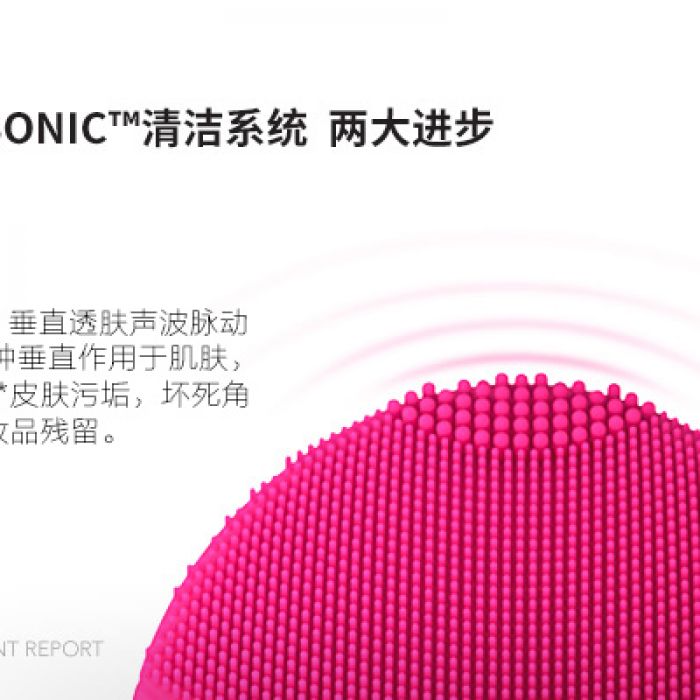 SONIC™清洁系统 两大进步
垂直透肤声波脉动
钟垂直作用于肌肤，
*皮肤污垢，坏死角
妆品残留。
NT REPORT